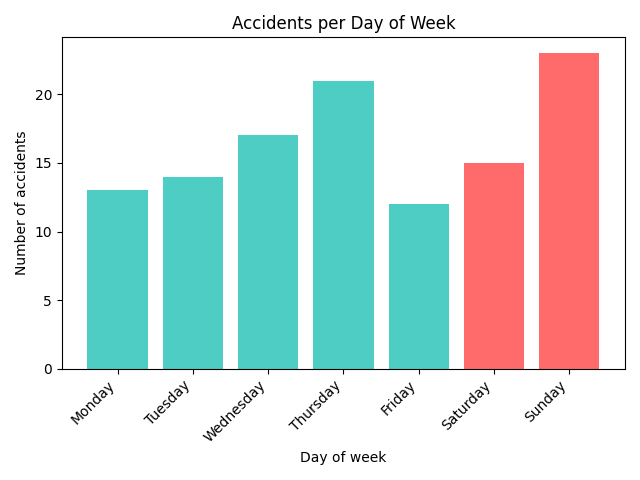 Accidents per Day of Week
Number of accidents
20
15
10
5
0
Monday
Tuesday
Wednesday
Thursday
Friday
Saturday
Sunday
Day of week